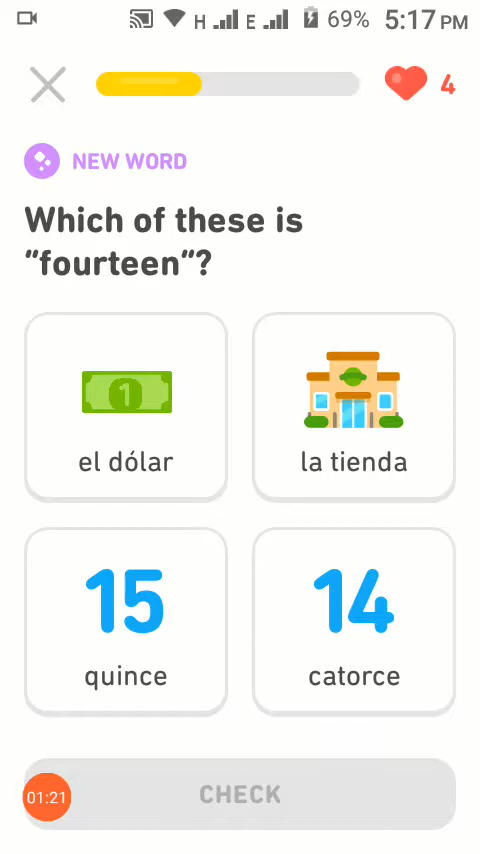 H E 69% 5:17 PM
4
NEW WORD
Which of these is
"fourteen"?
1
el dólar
la tienda
15
quince
14
catorce
CHECK
01:21